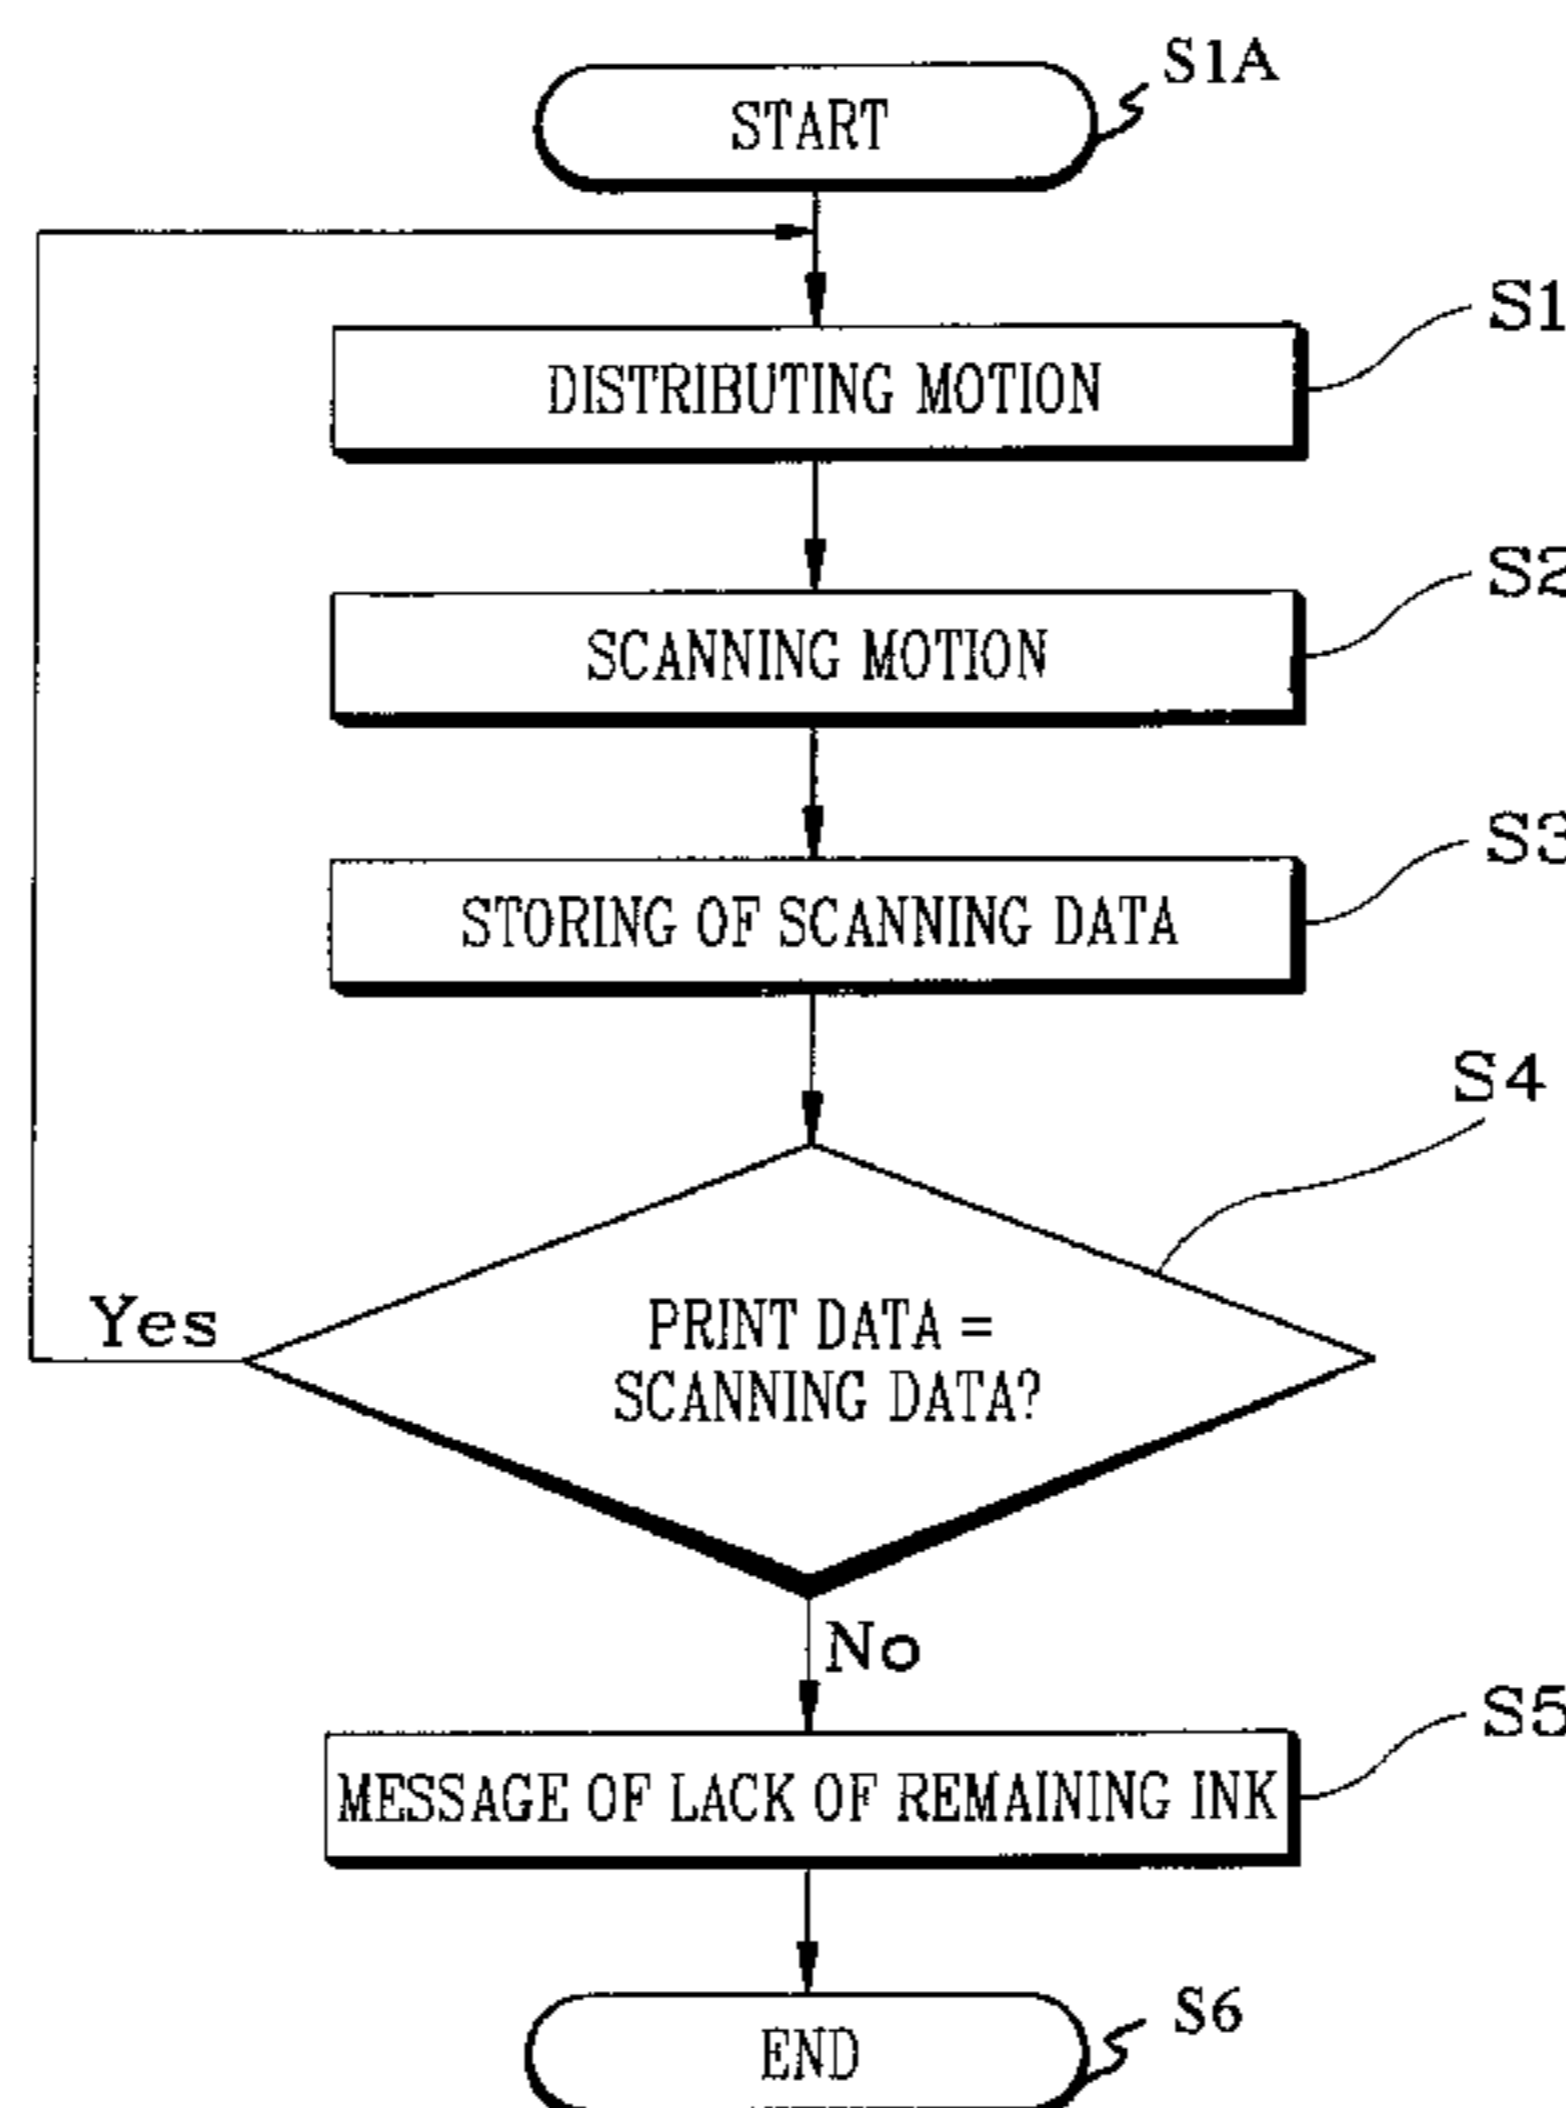 S1A
START
S1
DISTRIBUTING MOTION
S2
SCANNING MOTION
S3
STORING OF SCANNING DATA
S4
Yes
PRINT DATA =
SCANNING DATA?
No
S5
MESSAGE OF LACK OF REMAINING INK
S6
END